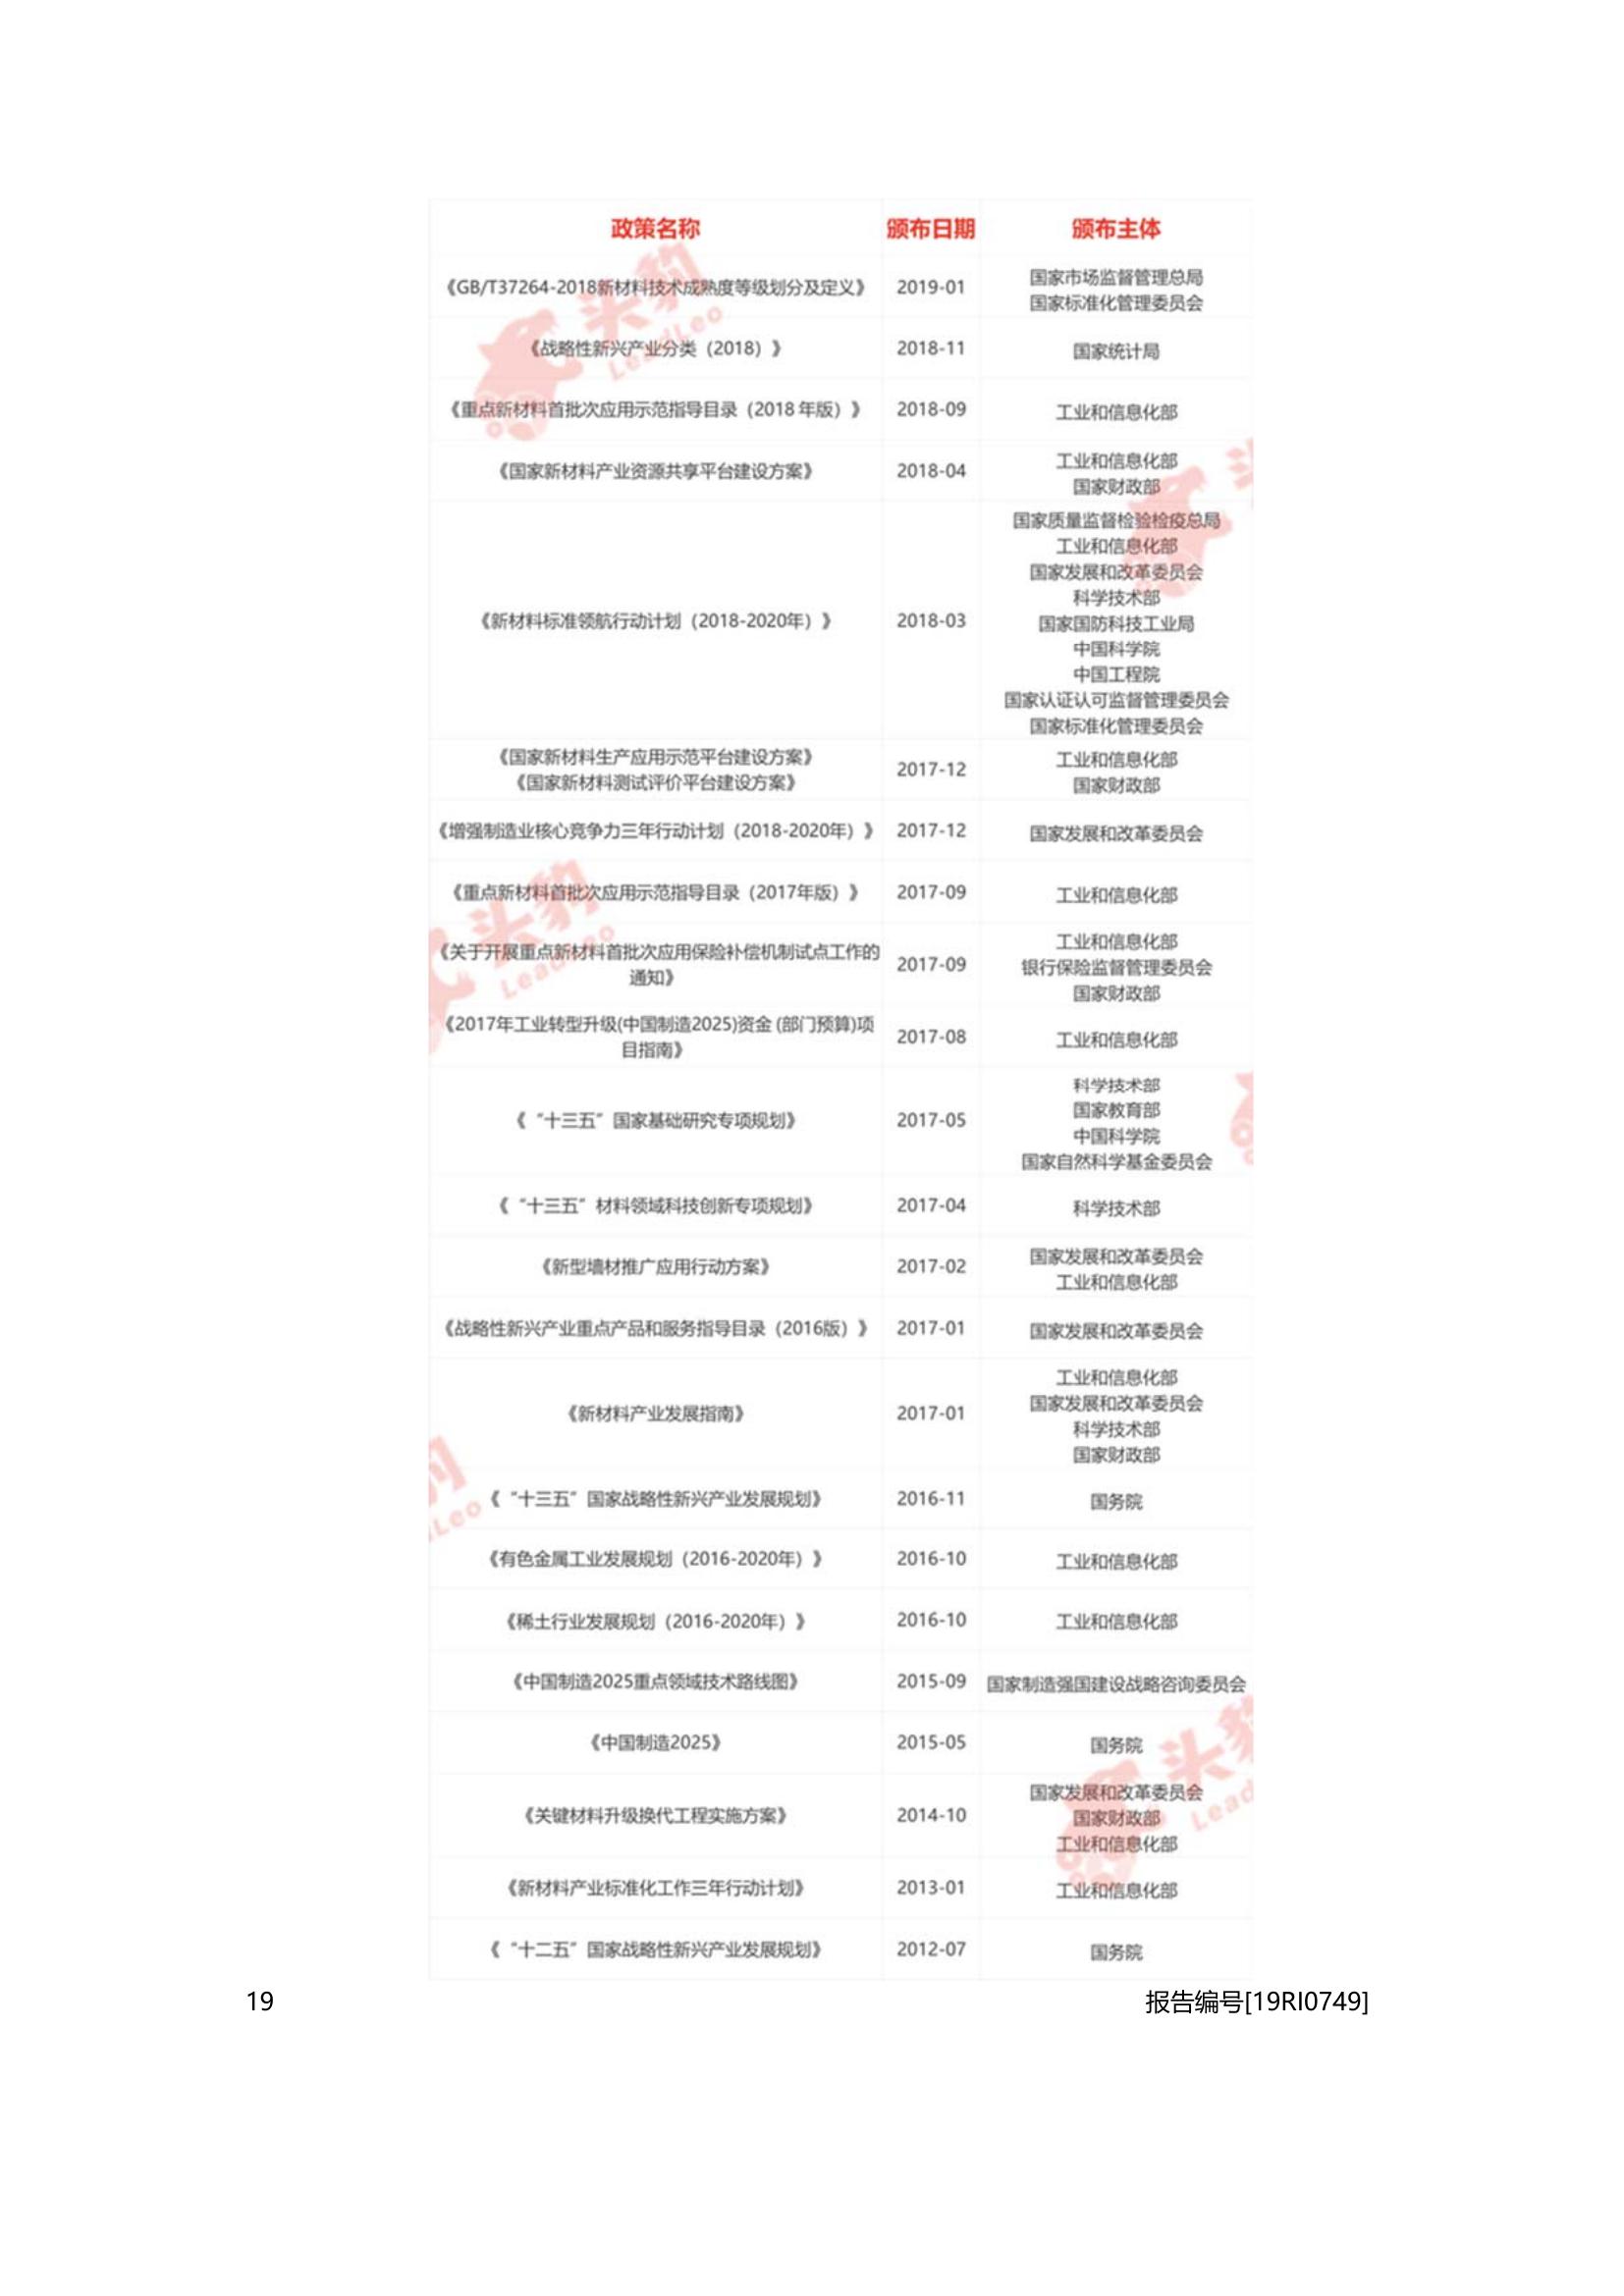 政策名称 颁布日期 颁布主体
《GB/T37264-2018新材料技术成熟度等级划分及定义》 2019-01 国家市场监督管理总局
国家标准化管理委员会
《战略性新兴产业分类（2018）》 2018-11 国家统计局
《重点新材料首批次应用示范指导目录（2018 年版）》 2018-09 工业和信息化部
《国家新材料产业资源共享平台建设方案》 2018-04 工业和信息化部
国家财政部
《新材料标准领航行动计划（2018-2020年）》 2018-03 国家质量监督检验检疫总局
工业和信息化部
国家发展和改革委员会
科学技术部
国家国防科技工业局
中国科学院
中国工程院
国家认证认可监督管理委员会
国家标准化管理委员会
《国家新材料生产应用示范平台建设方案》
《国家新材料测试评价平台建设方案》 2017-12 工业和信息化部
国家财政部
《增强制造业核心竞争力三年行动计划（2018-2020年）》 2017-12 国家发展和改革委员会
《重点新材料首批次应用示范指导目录（2017年版）》 2017-09 工业和信息化部
《关于开展重点新材料首批次应用保险补偿机制试点工作的
通知》 2017-09 工业和信息化部
银行保险监督管理委员会
国家财政部
《2017年工业转型升级(中国制造2025)资金 (部门预算)项
目指南》 2017-08 工业和信息化部
《“十三五”国家基础研究专项规划》 2017-05 科学技术部
国家教育部
中国科学院
国家自然科学基金委员会
《“十三五”材料领域科技创新专项规划》 2017-04 科学技术部
《新型墙材推广应用行动方案》 2017-02 国家发展和改革委员会
工业和信息化部
《战略性新兴产业重点产品和服务指导目录（2016版）》 2017-01 国家发展和改革委员会
《新材料产业发展指南》 2017-01 工业和信息化部
国家发展和改革委员会
科学技术部
国家财政部
《“十三五”国家战略性新兴产业发展规划》 2016-11 国务院
《有色金属工业发展规划（2016-2020年）》 2016-10 工业和信息化部
《稀土行业发展规划（2016-2020年）》 2016-10 工业和信息化部
《中国制造2025重点领域技术路线图》 2015-09 国家制造强国建设战略咨询委员会
《中国制造2025》 2015-05 国务院
《关键材料升级换代工程实施方案》 2014-10 国家发展和改革委员会
国家财政部
工业和信息化部
《新材料产业标准化工作三年行动计划》 2013-01 工业和信息化部
《“十二五”国家战略性新兴产业发展规划》 2012-07 国务院
头豹
LeadLeo
头
头豹
LeadLeo
豹
Leo
头豹
Lead
19 报告编号[19RI0749]